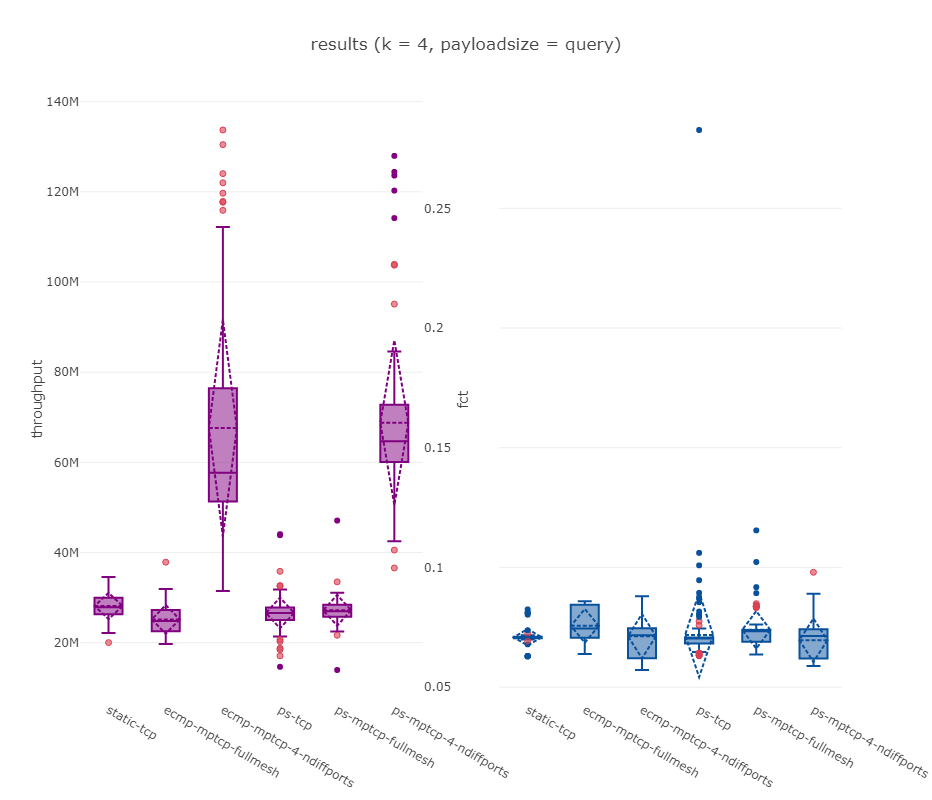 results (k = 4, payloadsize = query)
140M
120M
100M
80M
60M
40M
20M
throughput
static-tcp
ecmp-mptcp-fullmesh
ecmp-mptcp-4-ndiffports
ps-tcp
ps-mptcp-fullmesh
ps-mptcp-4-ndiffports
0.25
0.2
0.15
0.1
0.05
fct
static-tcp
ecmp-mptcp-fullmesh
ecmp-mptcp-4-ndiffports
ps-tcp
ps-mptcp-fullmesh
ps-mptcp-4-ndiffports